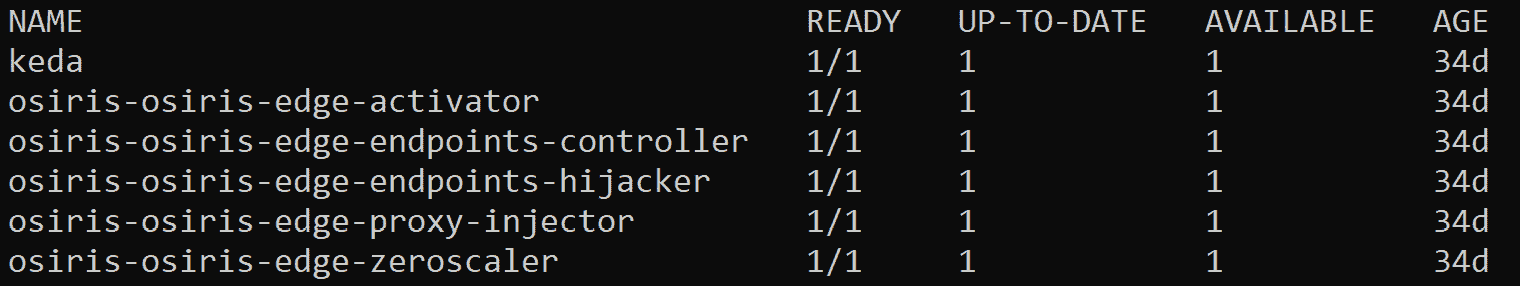 NAME READY UP-TO-DATE AVAILABLE AGE
keda 1/1 1 1 34d
osiris-osiris-edge-activator 1/1 1 1 34d
osiris-osiris-edge-endpoints-controller 1/1 1 1 34d
osiris-osiris-edge-endpoints-hijacker 1/1 1 1 34d
osiris-osiris-edge-proxy-injector 1/1 1 1 34d
osiris-osiris-edge-zeroscaler 1/1 1 1 34d